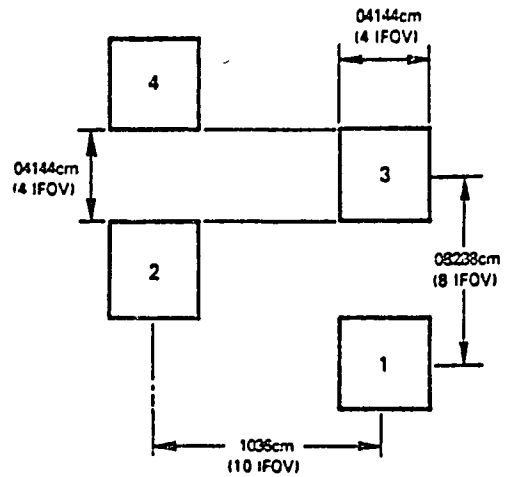 04144cm
(4 IFOV)
4
04144cm
(4 IFOV)
3
2
08238cm
(8 IFOV)
1
1036cm
(10 IFOV)